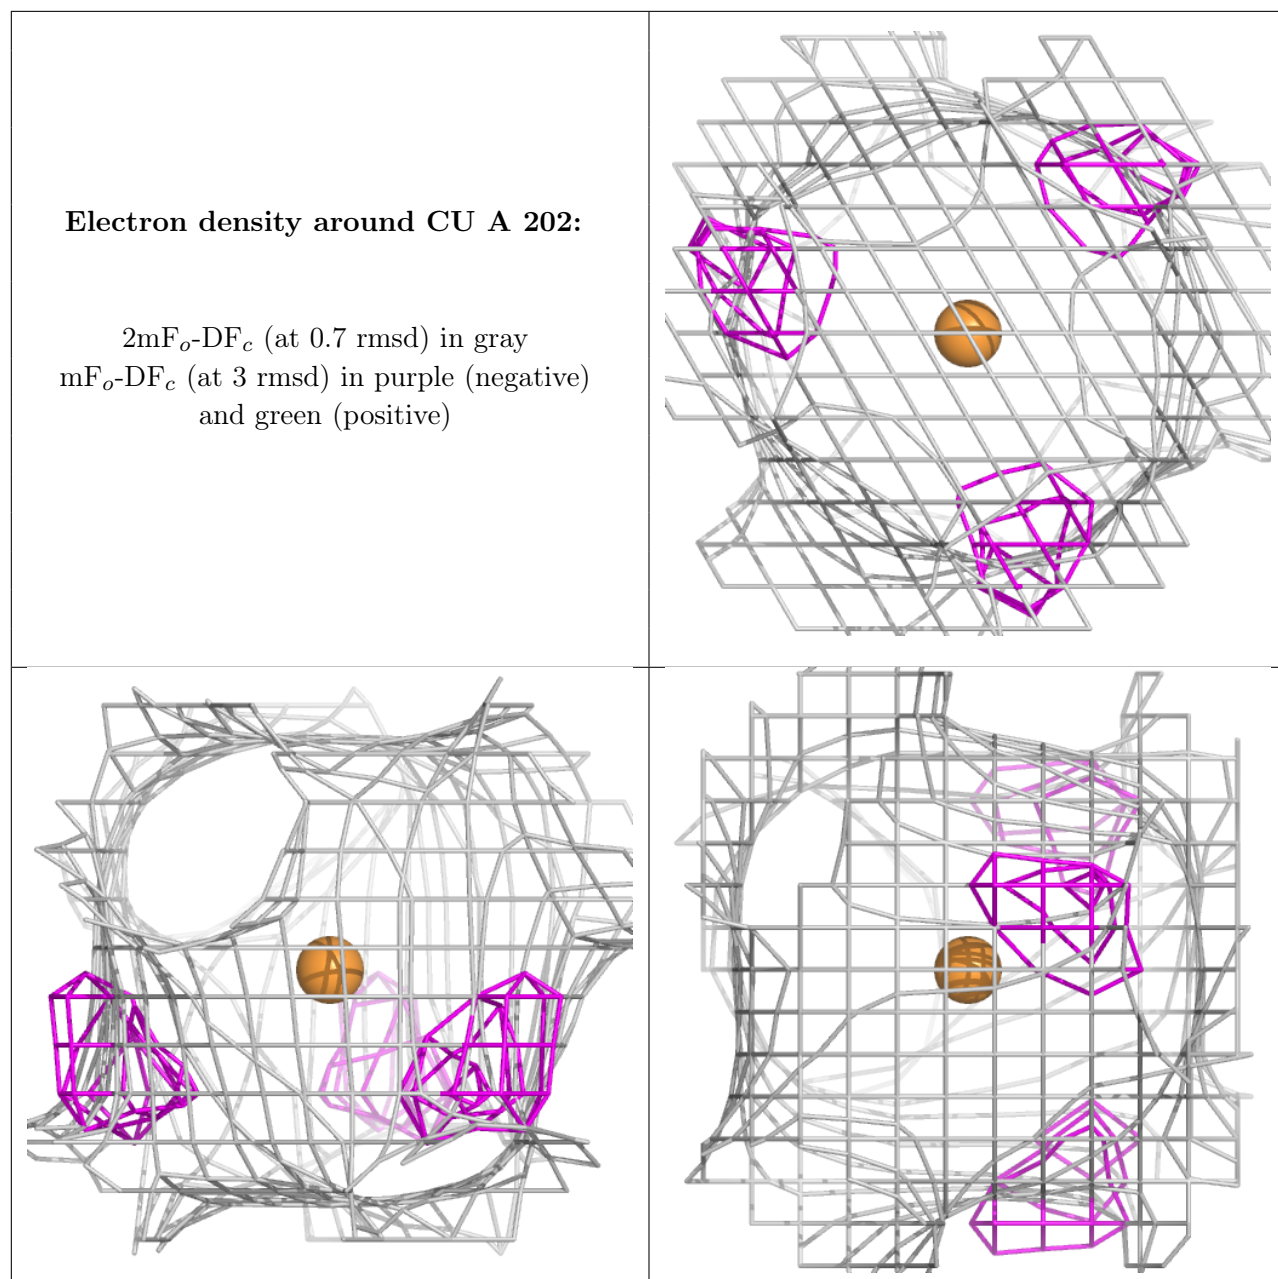 Electron density around CU A 202:
2mFo-DFc (at 0.7 rmsd) in gray
mFo-DFc (at 3 rmsd) in purple (negative)
and green (positive)